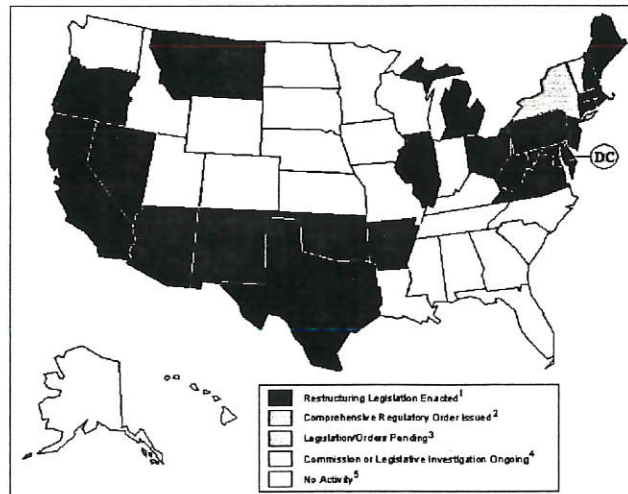 DC
Restructuring Legislation Enacted1
Comprehensive Regulatory Order Issued2
Legislation/Orders Pending3
Commission or Legislative Investigation Ongoing4
No Activity5